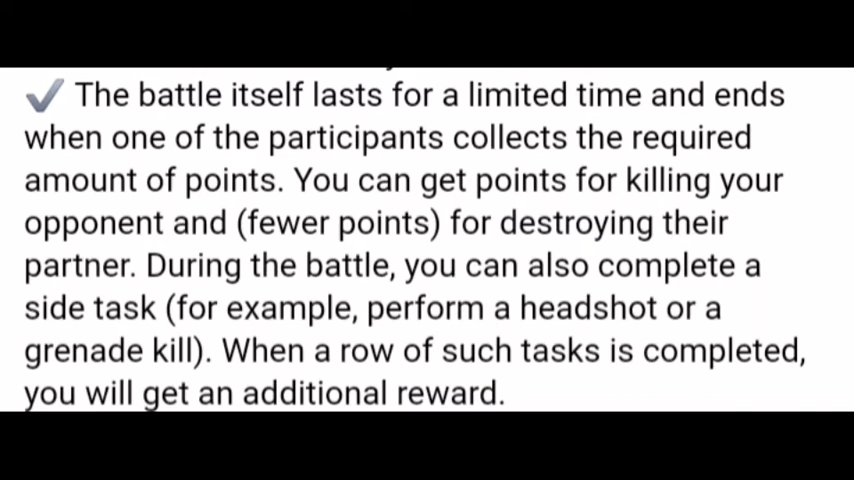 ✔ The battle itself lasts for a limited time and ends
when one of the participants collects the required
amount of points. You can get points for killing your
opponent and (fewer points) for destroying their
partner. During the battle, you can also complete a
side task (for example, perform a headshot or a
grenade kill). When a row of such tasks is completed,
you will get an additional reward.